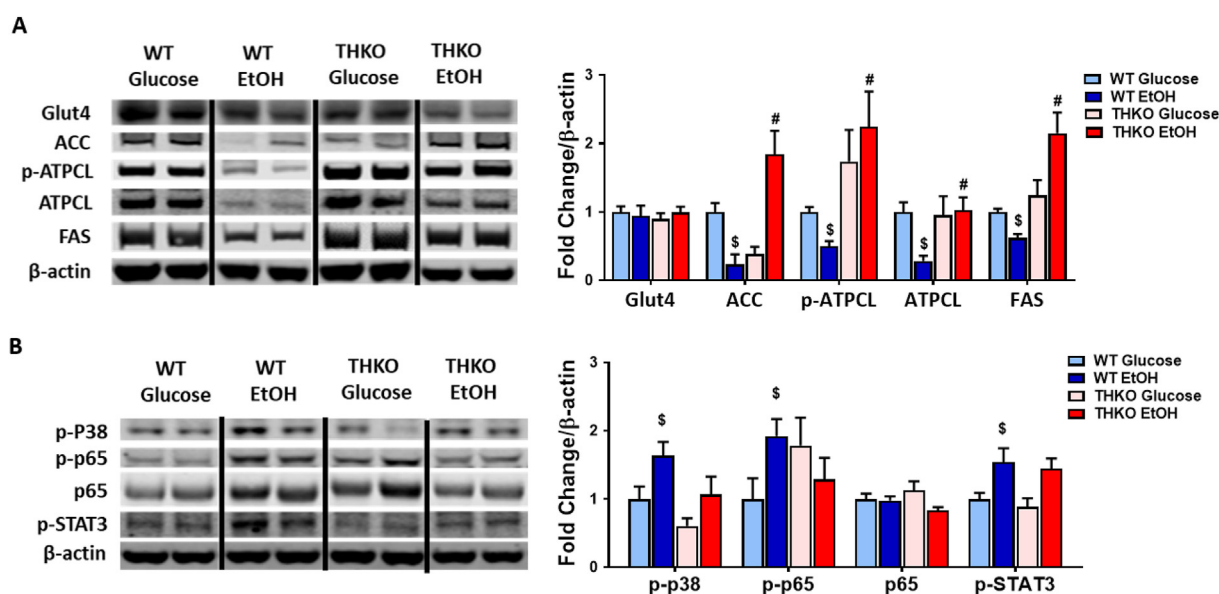 A
WT
Glucose
WT
EtOH
THKO
Glucose
THKO
EtOH
Glut4
ACC
p-ATPCL
ATPCL
FAS
β-actin
Fold Change/β-actin
3
2
1
0
$
#
$
#
$
#
$
#
Glut4
ACC
p-ATPCL
ATPCL
FAS
WT Glucose
WT EtOH
THKO Glucose
THKO EtOH
B
WT
Glucose
WT
EtOH
THKO
Glucose
THKO
EtOH
p-P38
p-p65
p65
p-STAT3
β-actin
Fold Change/β-actin
3
2
1
0
$
$
$
p-p38
p-p65
p65
p-STAT3
WT Glucose
WT EtOH
THKO Glucose
THKO EtOH